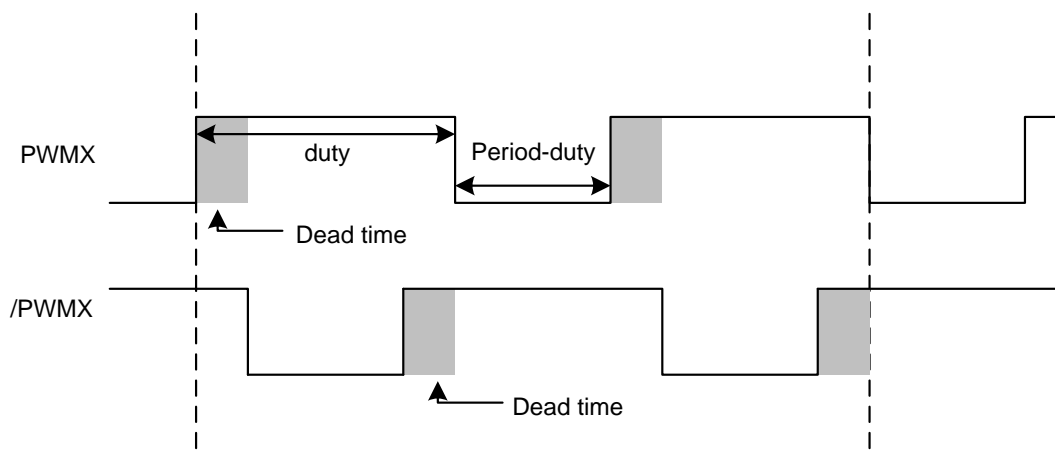 PWMX
duty
Period-duty
Dead time
/PWMX
Dead time